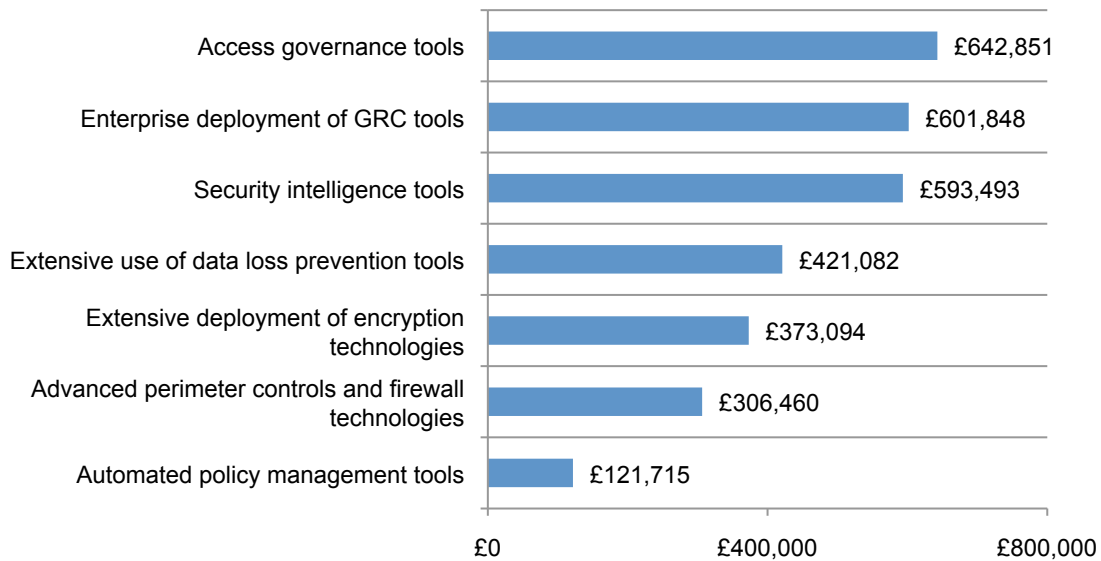 Access governance tools
£642,851
Enterprise deployment of GRC tools
£601,848
Security intelligence tools
£593,493
Extensive use of data loss prevention tools
£421,082
Extensive deployment of encryption
technologies
£373,094
Advanced perimeter controls and firewall
technologies
£306,460
Automated policy management tools
£121,715
£0
£400,000
£800,000